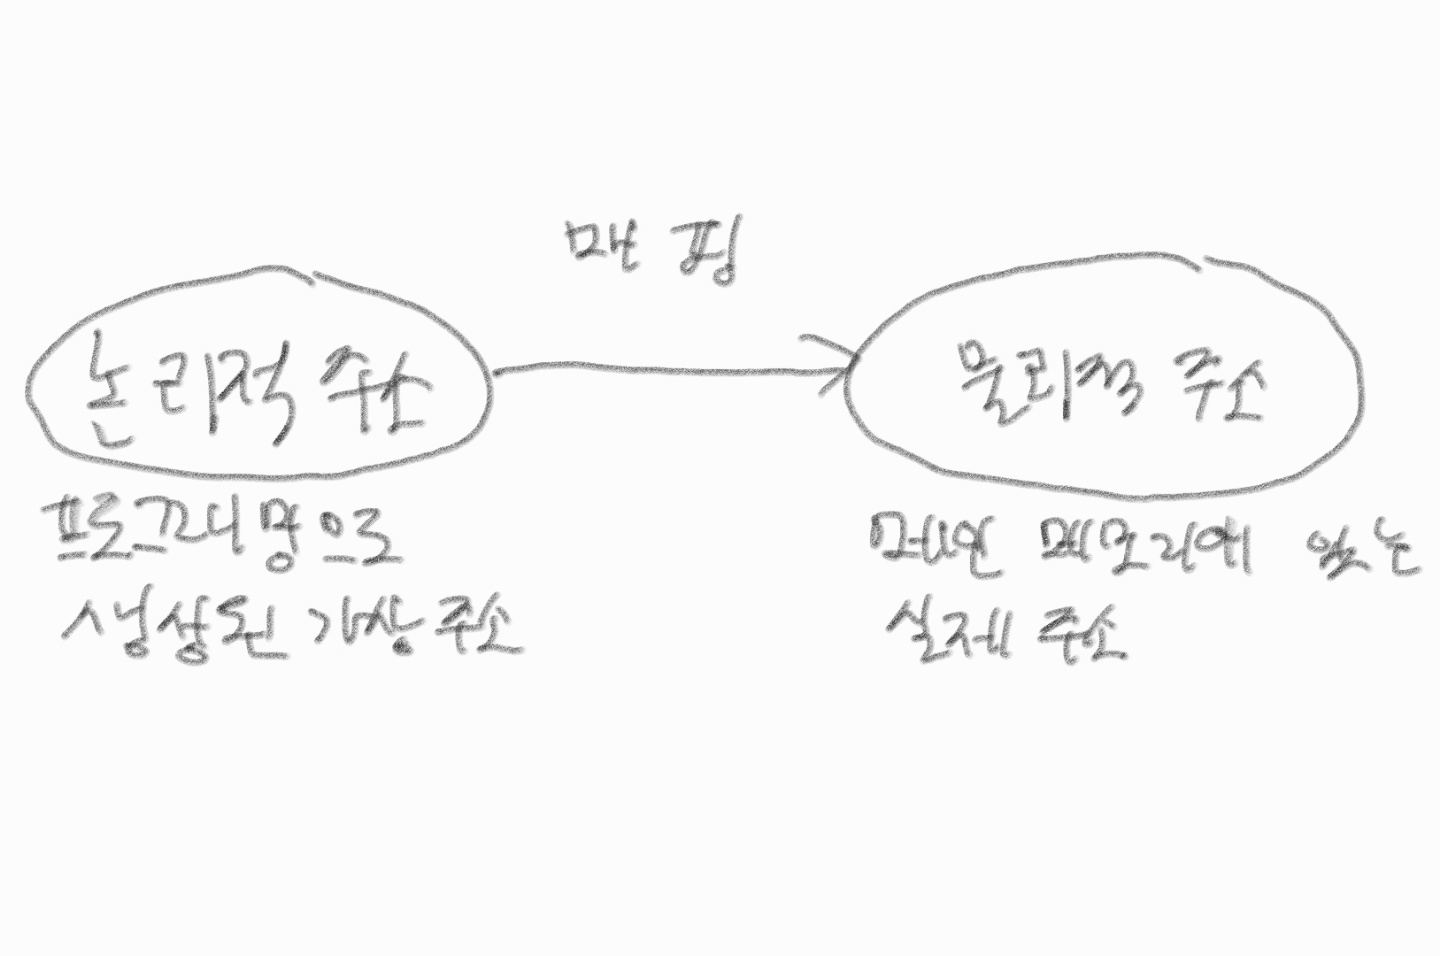 매핑
논리적 주소
물리적 주소
프로그래밍으로
생성된 가상주소
메인 메모리에 있는
실제 주소